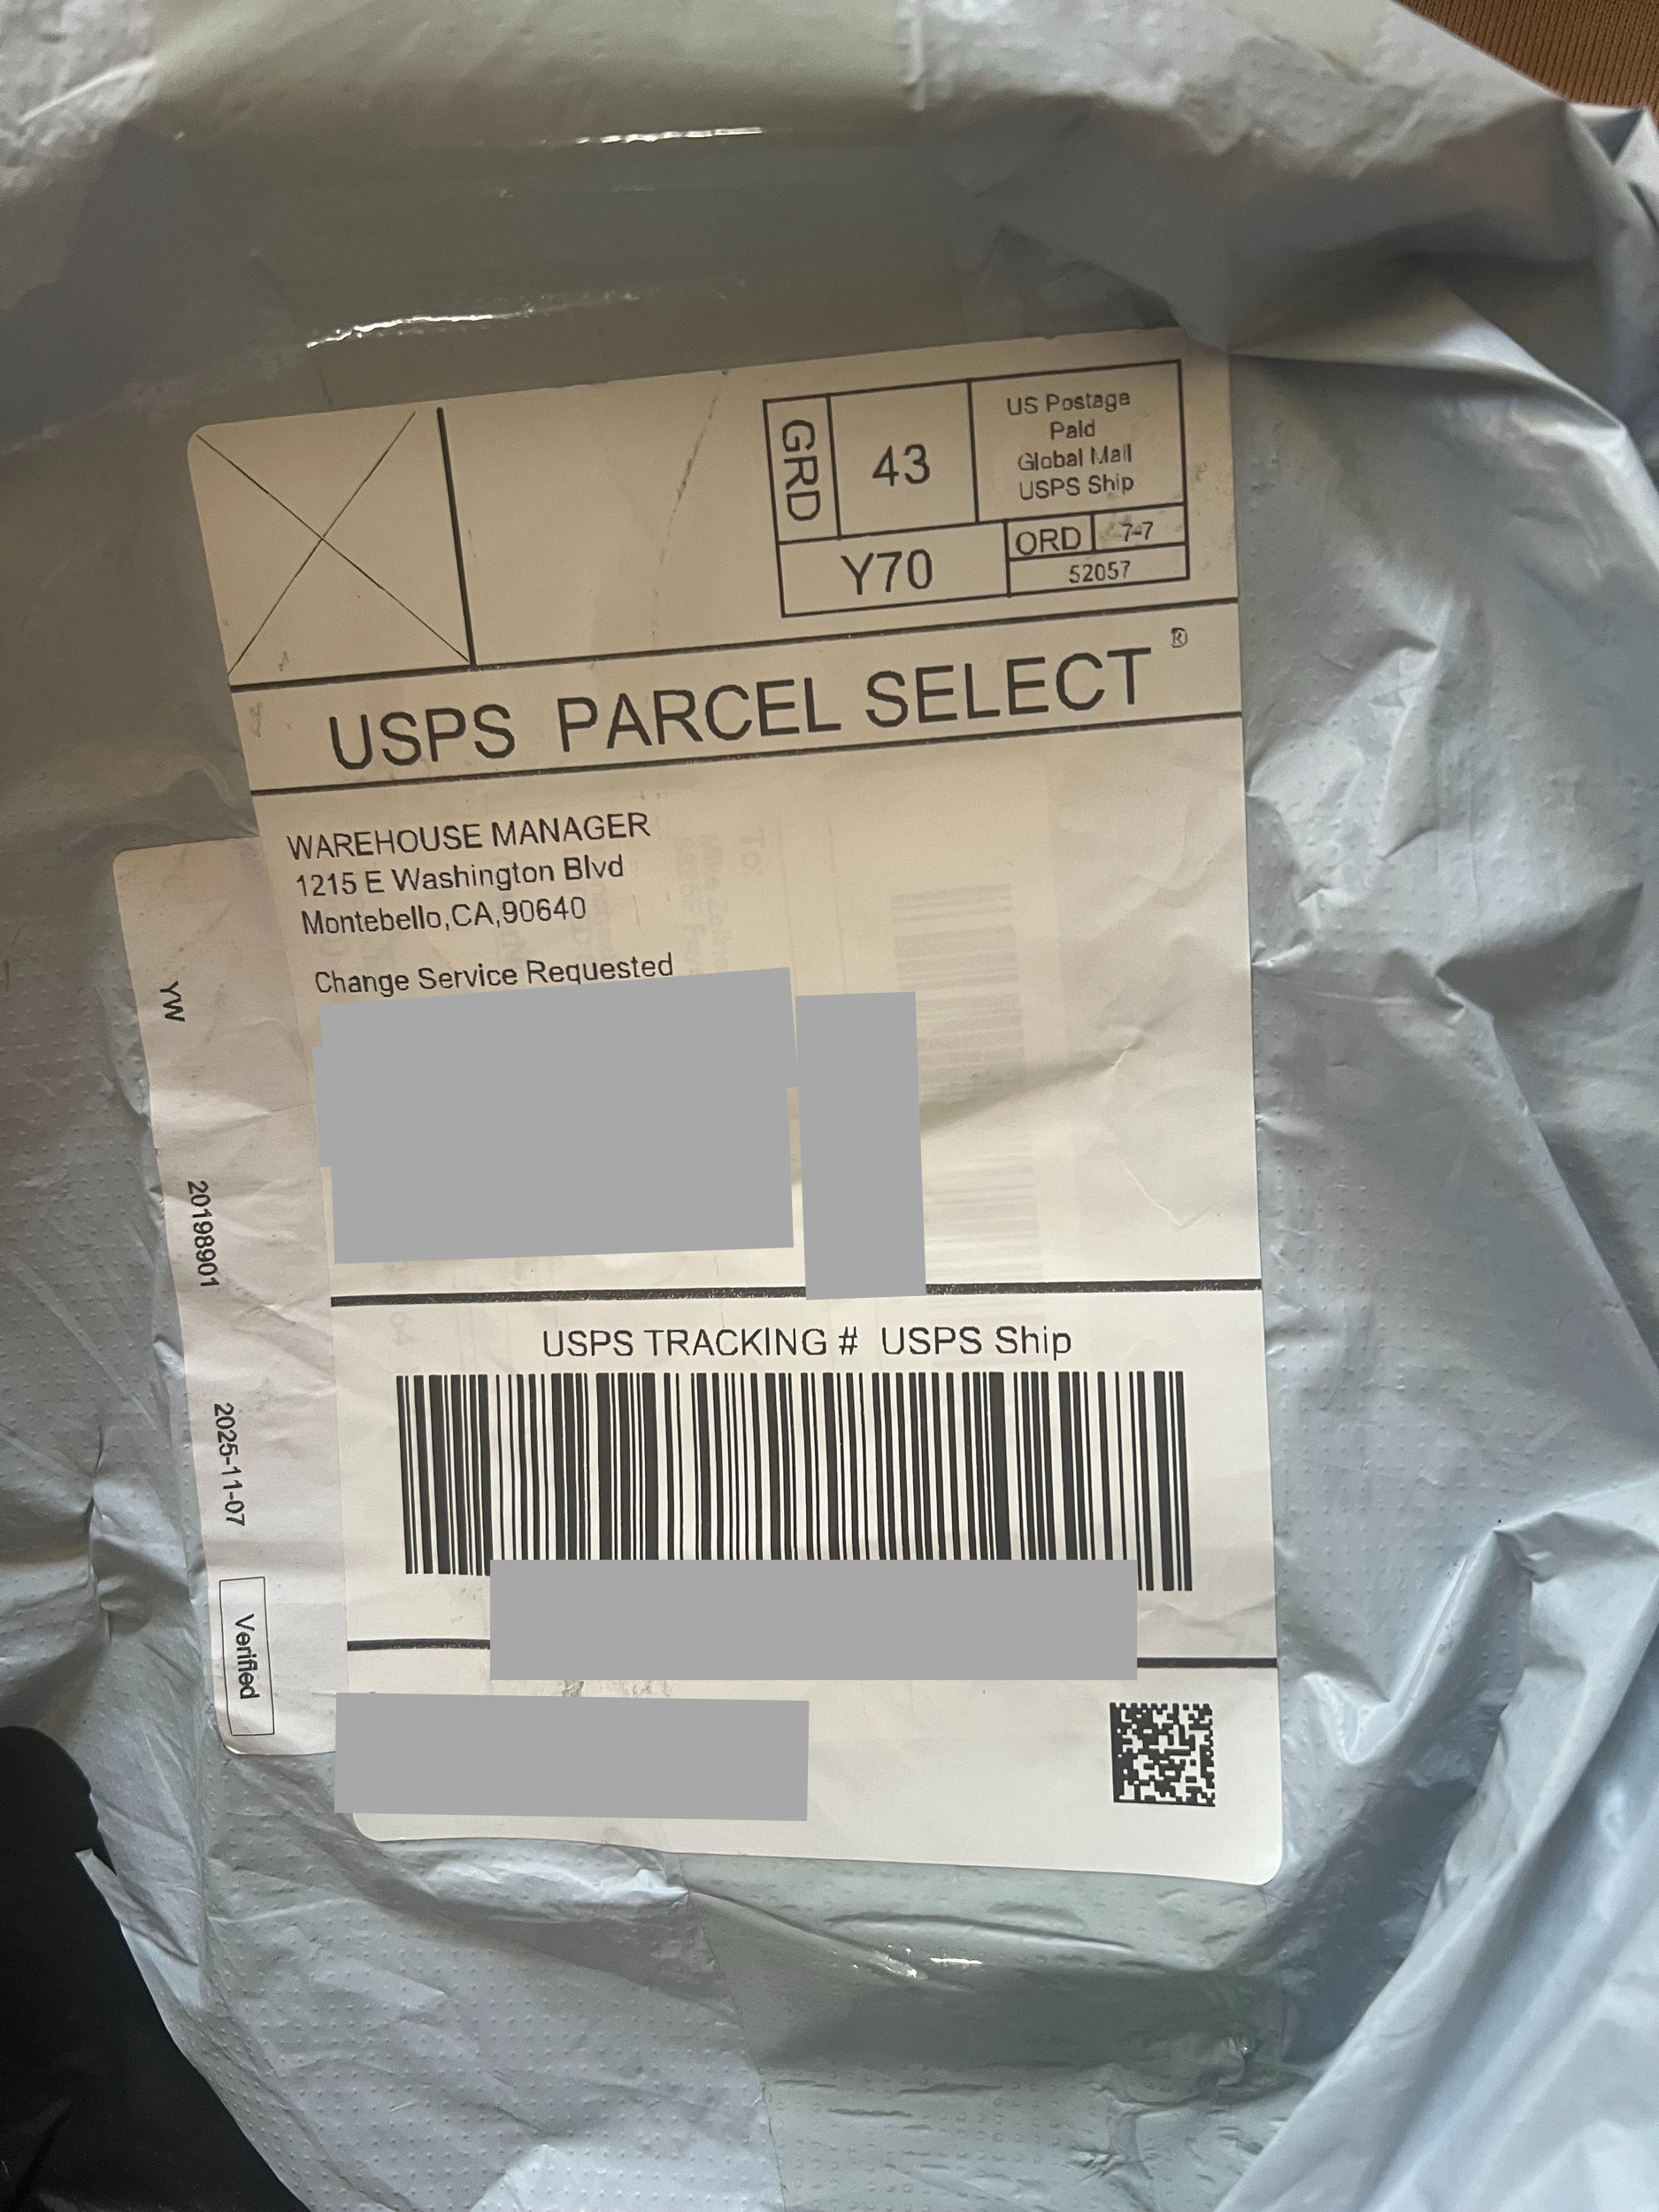 GRD
43
US Postage
Paid
Global Mail
USPS Ship
Y70
ORD
7-7
52057
USPS PARCEL SELECT ®
WAREHOUSE MANAGER
1215 E Washington Blvd
Montebello,CA,90640
Change Service Requested
USPS TRACKING # USPS Ship
YW
20198901
2025-11-07
Verified